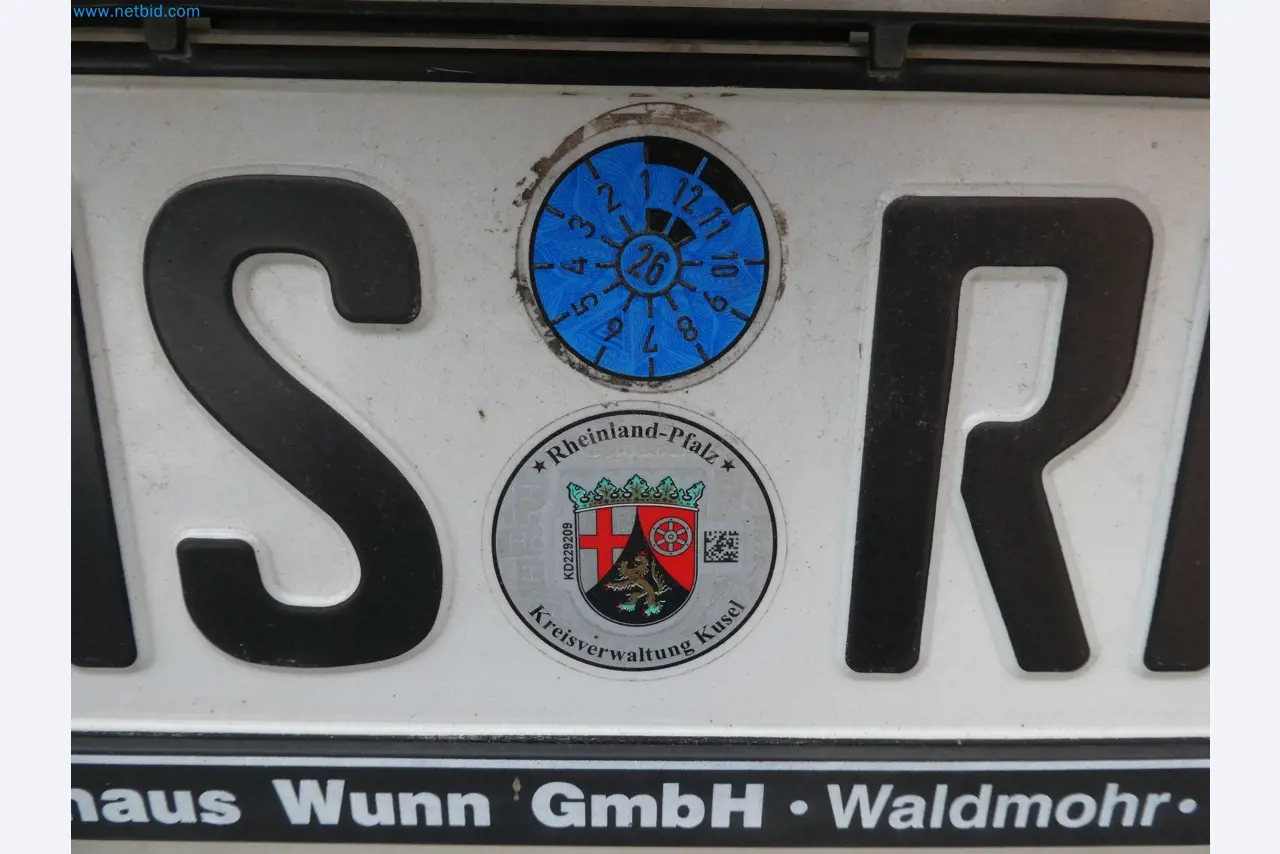 www.netbid.com
S R
1 12 11 10 9 8 7 6 5 4 3 2
26
Rheinland-Pfalz
KD229209
Kreisverwaltung Kusel
haus Wunn GmbH · Waldmohr ·